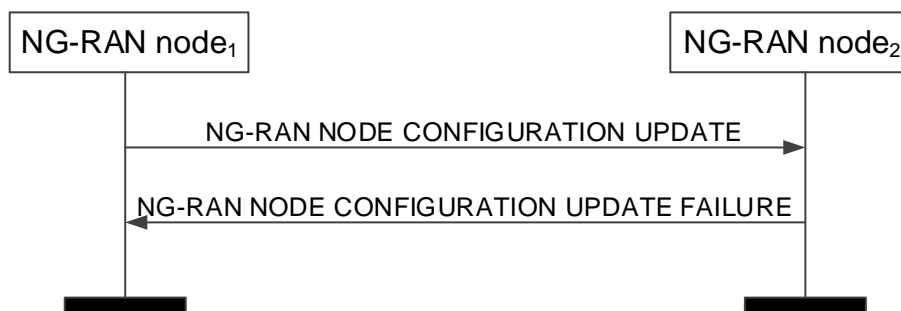 NG-RAN node₁
NG-RAN node₂
NG-RAN NODE CONFIGURATION UPDATE
NG-RAN NODE CONFIGURATION UPDATE FAILURE